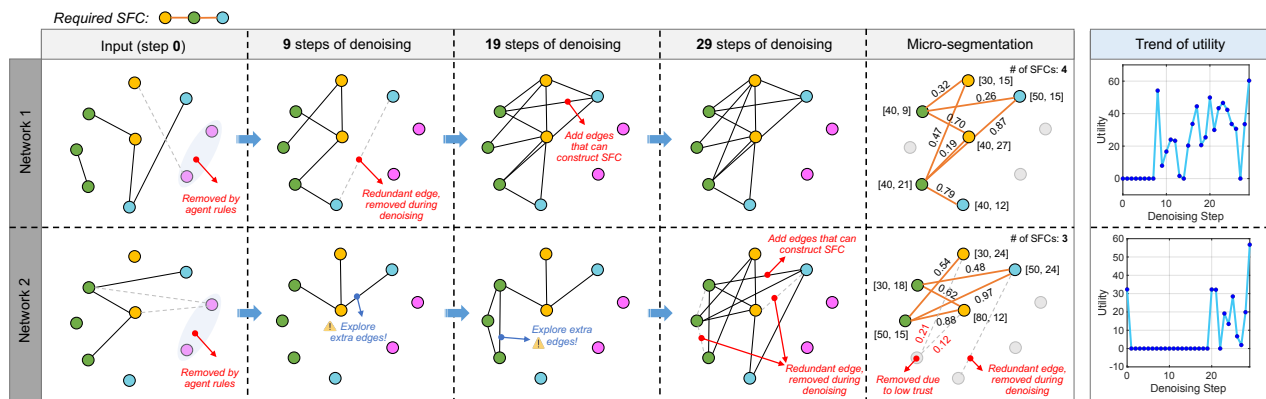 Required SFC:
Input (step 0)
9 steps of denoising
19 steps of denoising
29 steps of denoising
Micro-segmentation
Trend of utility
Network 1
Removed by
agent rules
Redundant edge,
removed during
denoising
Add edges that
can construct SFC
# of SFCs: 4
[30, 15]
[50, 15]
[40, 9]
[40, 27]
[40, 21]
[40, 12]
0.32
0.26
0.70
0.87
0.47
0.19
0.79
Utility
60
40
20
0
0
20
Denoising Step
Network 2
Removed by
agent rules
Explore
extra edges!
Explore extra
edges!
Add edges that can
construct SFC
Redundant edge,
removed during
denoising
# of SFCs: 3
[30, 24]
[50, 24]
[30, 18]
[80, 12]
[50, 15]
0.54
0.48
0.62
0.97
0.88
0.21
0.12
Removed due
to low trust
Redundant edge,
removed during
denoising
Utility
60
50
40
30
20
10
0
-10
0
20
Denoising Step